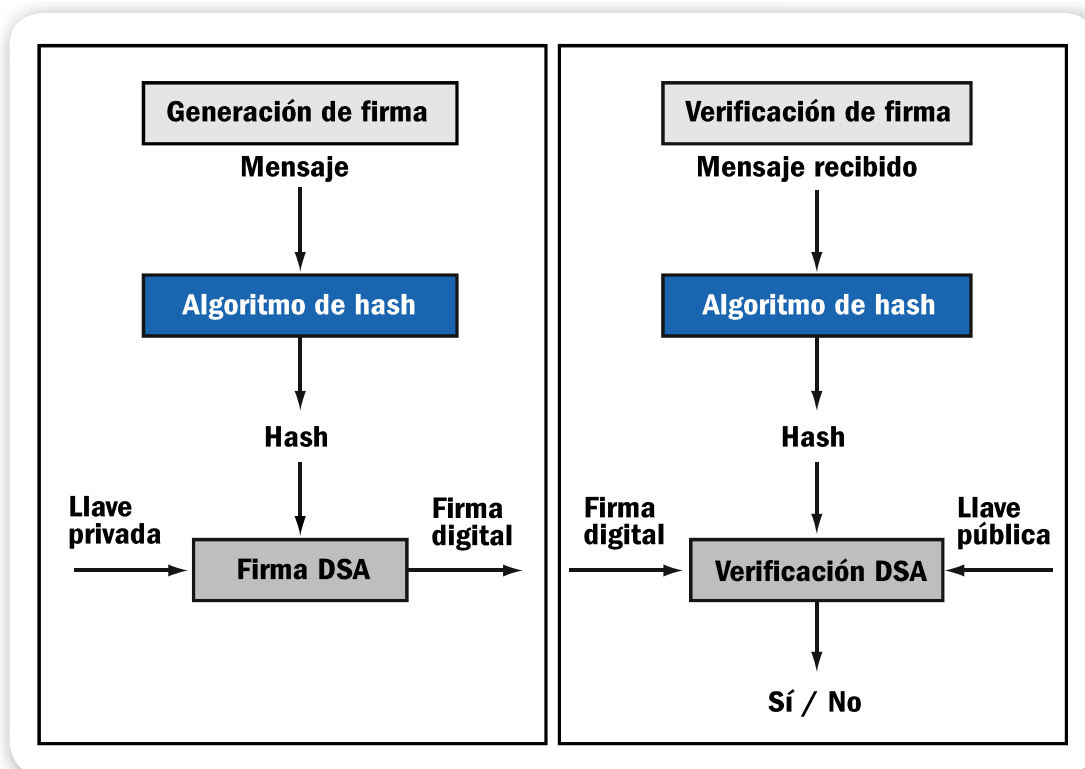 Generación de firma
Mensaje
Algoritmo de hash
Hash
Llave
privada
Firma
digital
Firma DSA
Verificación de firma
Mensaje recibido
Algoritmo de hash
Hash
Firma
digital
Llave
pública
Verificación DSA
Sí / No